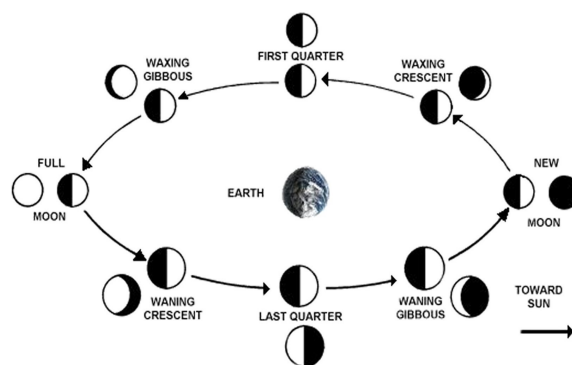 WAXING
GIBBOUS
FIRST QUARTER
WAXING
CRESCENT
FULL
MOON
EARTH
NEW
MOON
WANING
CRESCENT
LAST QUARTER
WANING
GIBBOUS
TOWARD
SUN